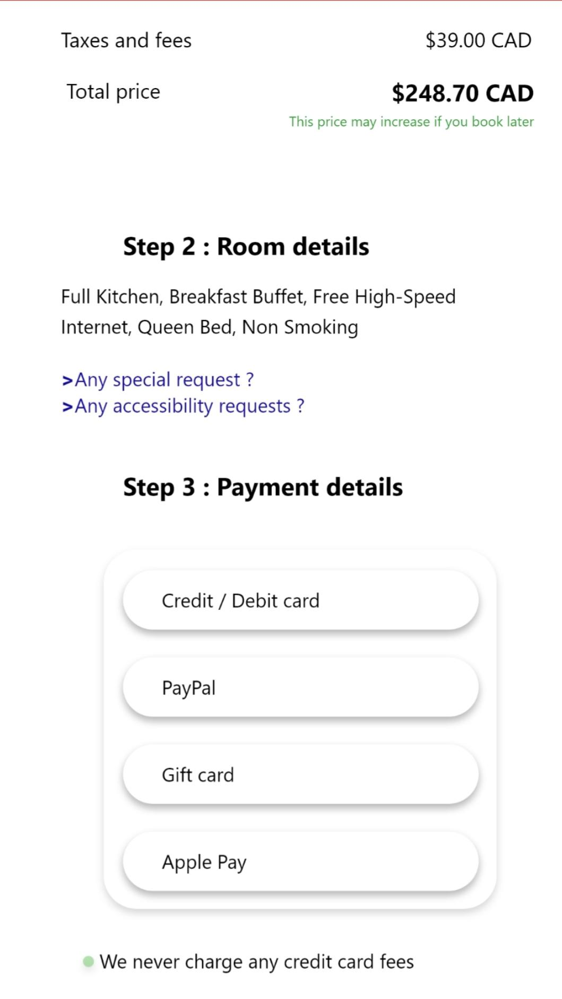 Taxes and fees $39.00 CAD
Total price $248.70 CAD
This price may increase if you book later
Step 2 : Room details
Full Kitchen, Breakfast Buffet, Free High-Speed
Internet, Queen Bed, Non Smoking
>Any special request ?
>Any accessibility requests ?
Step 3 : Payment details
Credit / Debit card
PayPal
Gift card
Apple Pay
We never charge any credit card fees